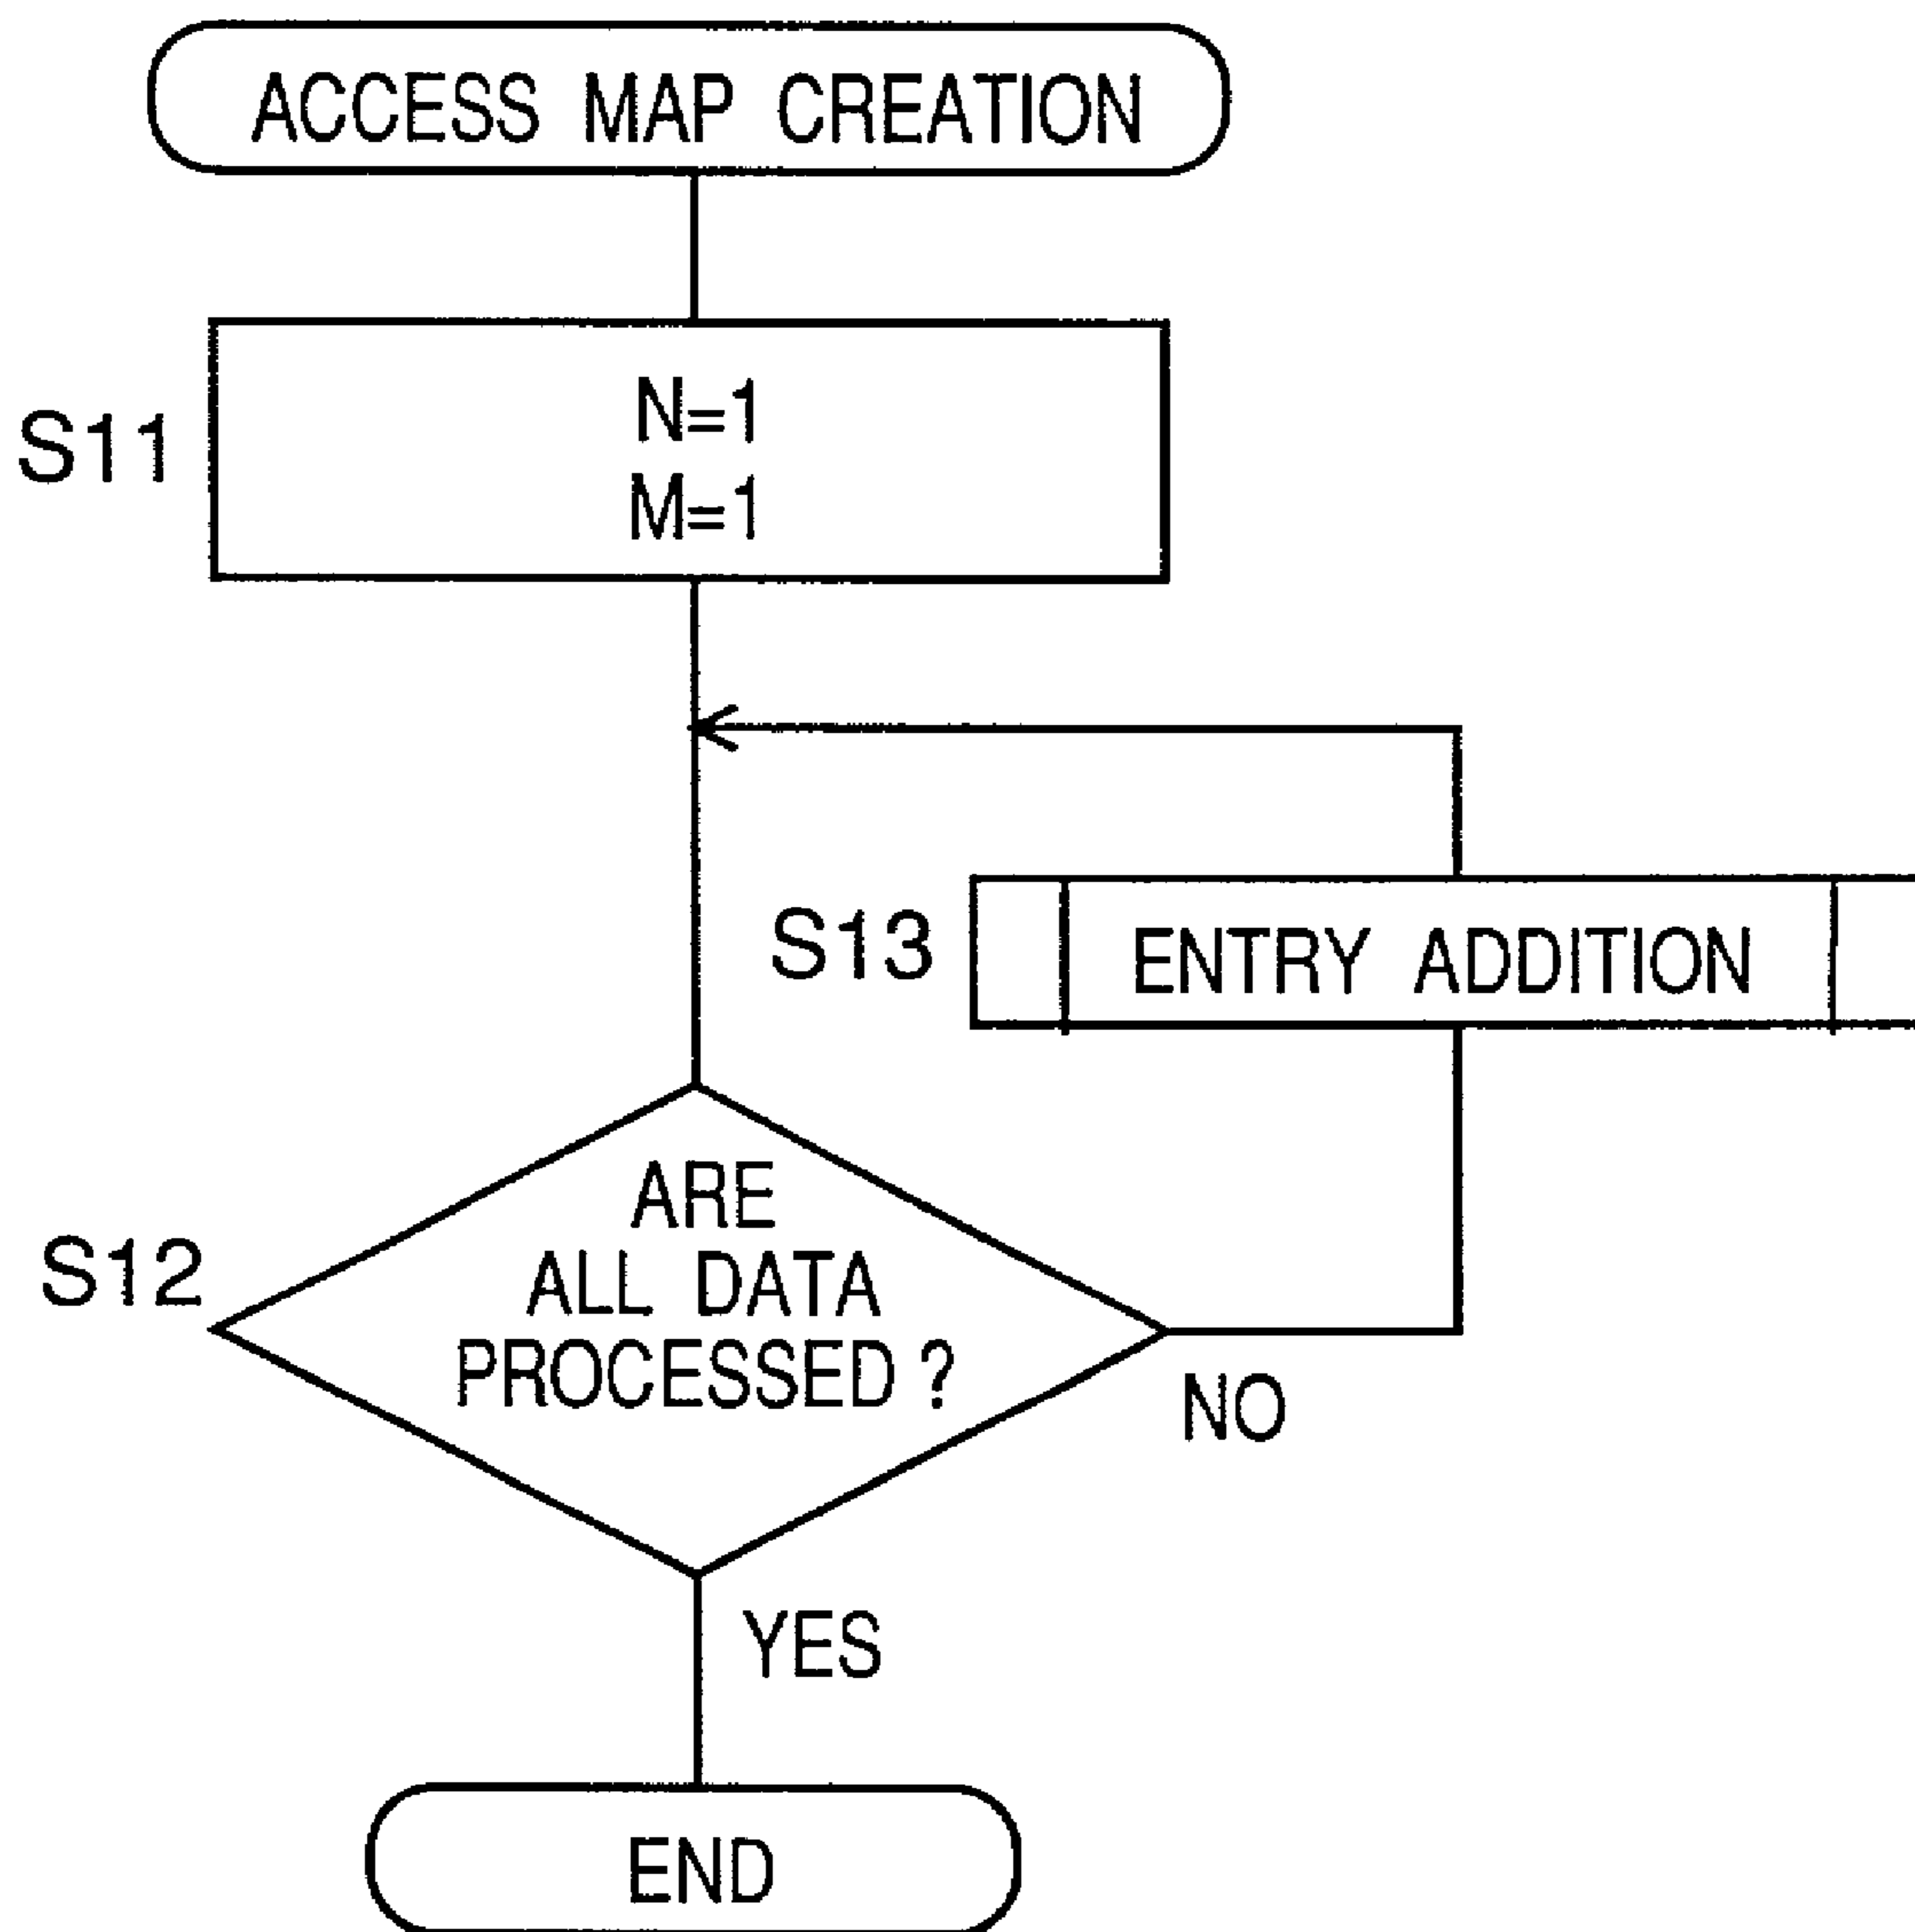 ACCESS MAP CREATION
S11
N=1
M=1
S13
ENTRY ADDITION
S12
ARE
ALL DATA
PROCESSED ?
NO
YES
END